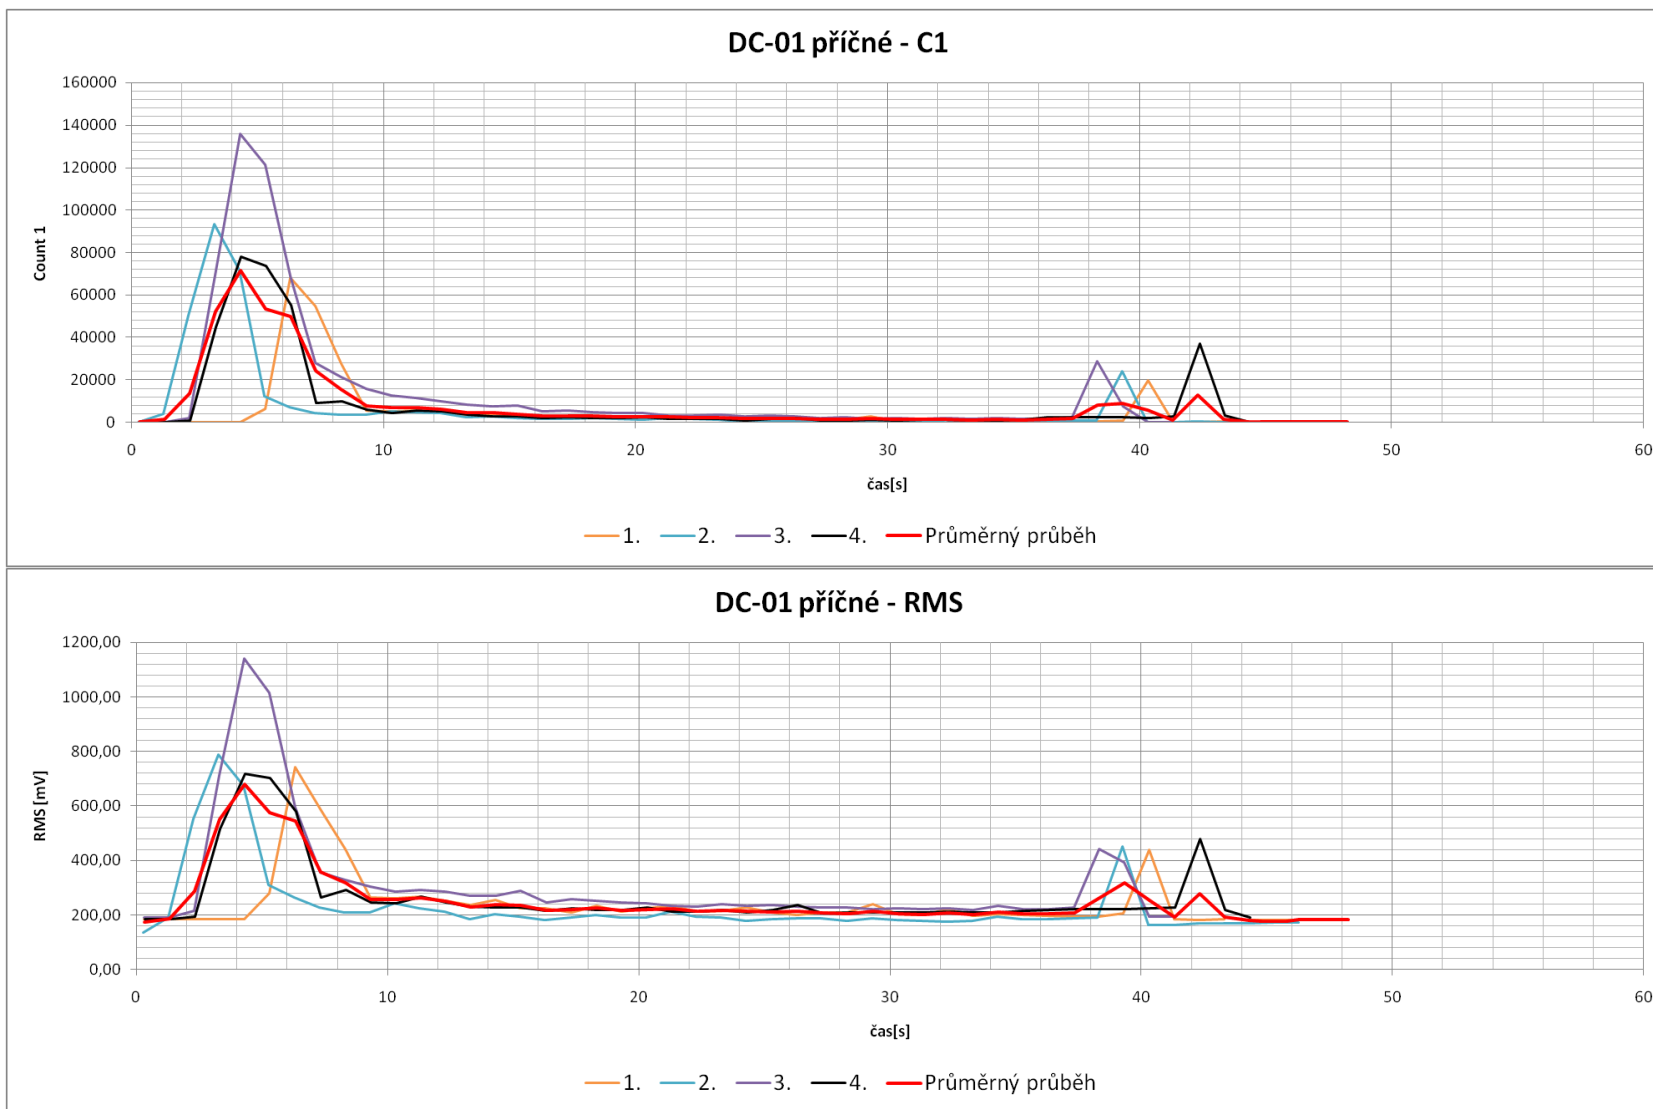 DC-01 příčné - C1
160000
140000
120000
100000
80000
60000
40000
20000
0
Count 1
0 10 20 30 40 50 60
čas[s]
1. 2. 3. 4. Průměrný průběh
DC-01 příčné - RMS
1200,00
1000,00
800,00
600,00
400,00
200,00
0,00
RMS [mV]
0 10 20 30 40 50 60
čas[s]
1. 2. 3. 4. Průměrný průběh